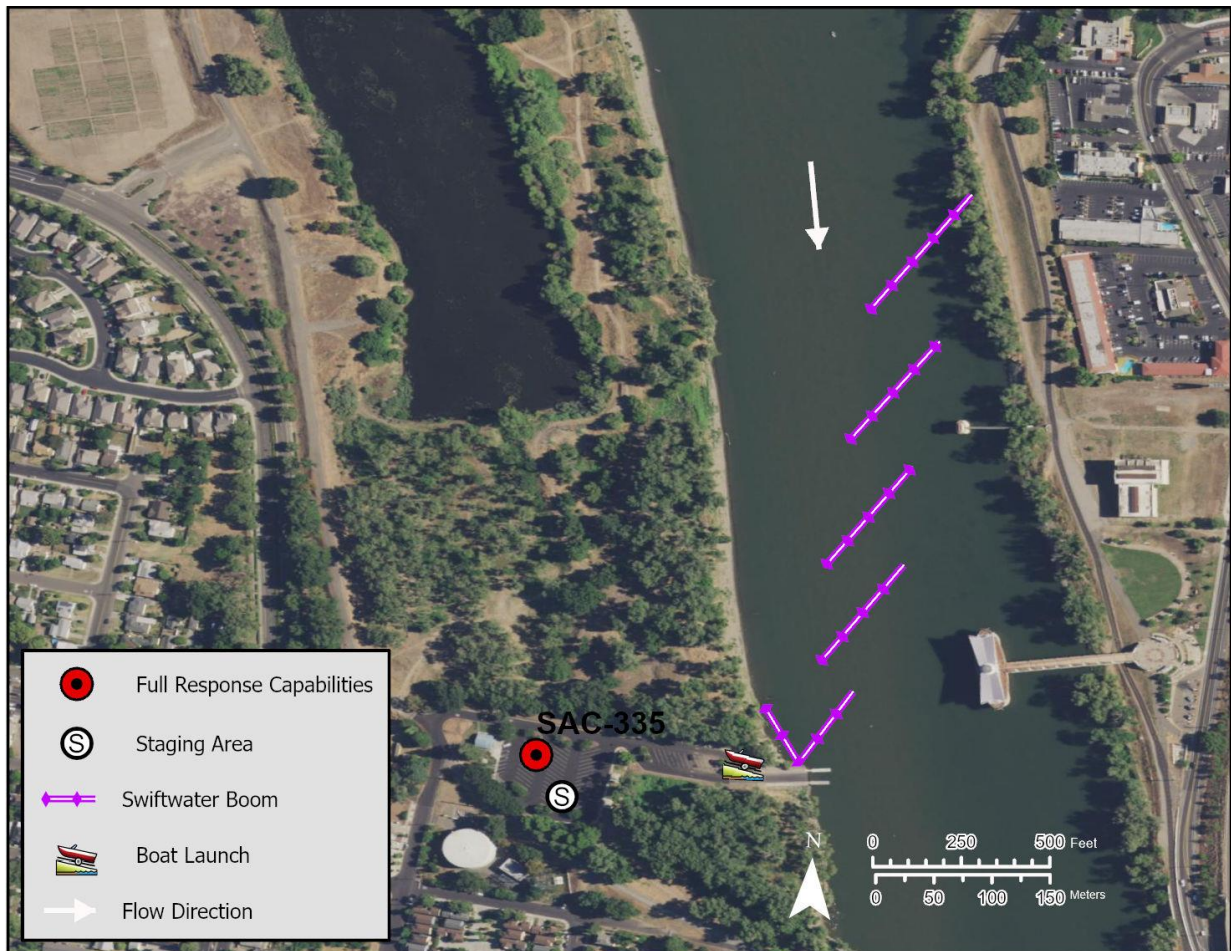 SAC-335
S
Full Response Capabilities
S Staging Area
Swiftwater Boom
Boat Launch
Flow Direction
N
0 250 500 Feet
0 50 100 150 Meters